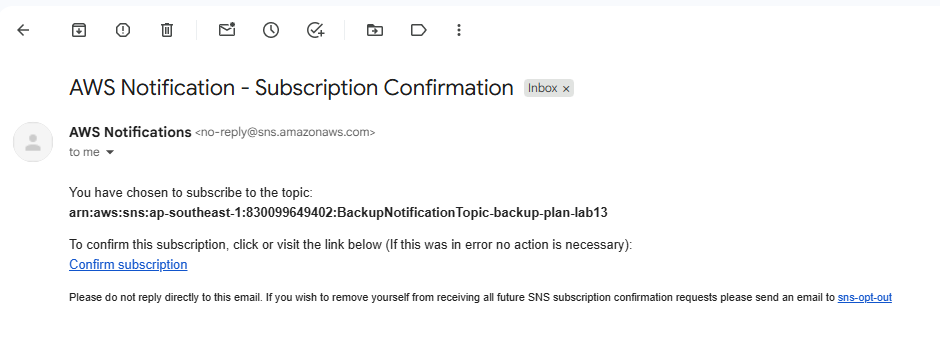 AWS Notification - Subscription Confirmation Inbox ×
AWS Notifications <no-reply@sns.amazonaws.com>
to me
You have chosen to subscribe to the topic:
arn:aws:sns:ap-southeast-1:830099649402:BackupNotificationTopic-backup-plan-lab13
To confirm this subscription, click or visit the link below (If this was in error no action is necessary):
Confirm subscription
Please do not reply directly to this email. If you wish to remove yourself from receiving all future SNS subscription confirmation requests please send an email to sns-opt-out